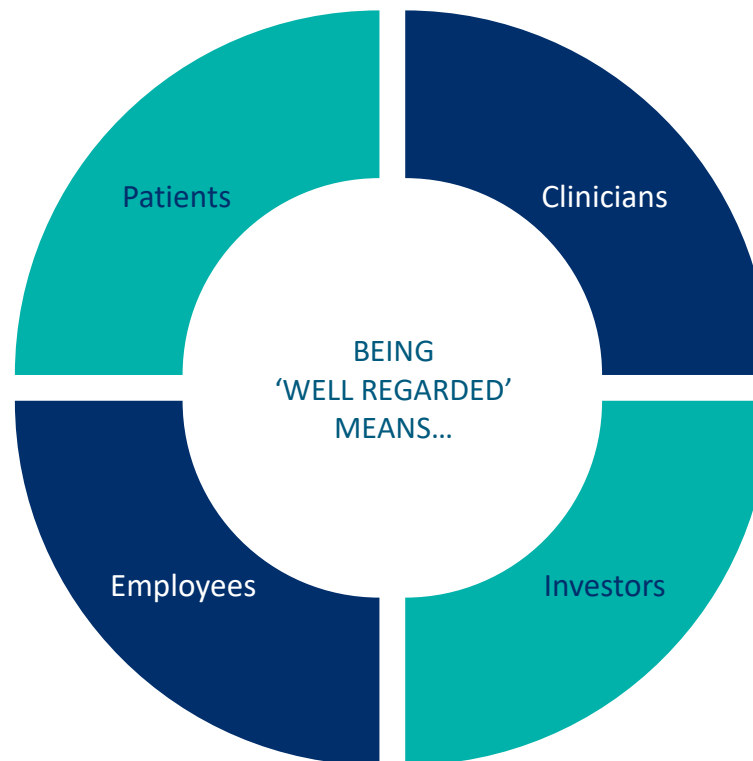 Patients
Clinicians
BEING
‘WELL REGARDED’
MEANS…
Employees
Investors